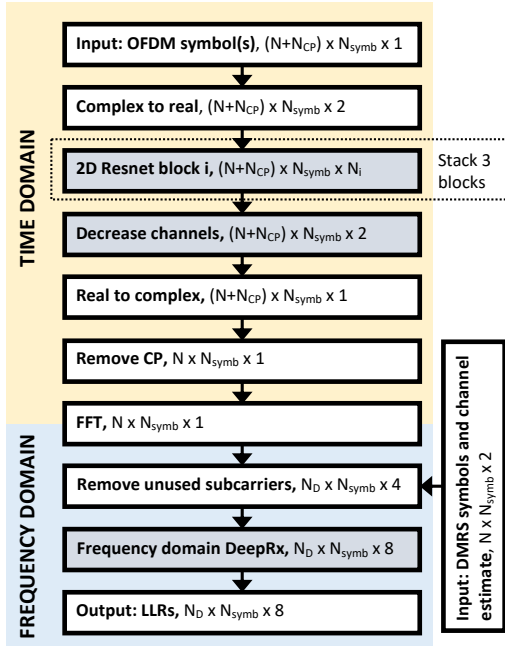 Input: OFDM symbol(s), (N+NCP) x Nsymb x 1
Complex to real, (N+NCP) x Nsymb x 2
2D Resnet block i, (N+NCP) x Nsymb x Ni
Stack 3
blocks
Decrease channels, (N+NCP) x Nsymb x 2
Real to complex, (N+NCP) x Nsymb x 1
Remove CP, N x Nsymb x 1
FFT, N x Nsymb x 1
Remove unused subcarriers, ND x Nsymb x 4
Frequency domain DeepRx, ND x Nsymb x 8
Output: LLRs, ND x Nsymb x 8
TIME DOMAIN
FREQUENCY DOMAIN
Input: DMRS symbols and channel
estimate, N x Nsymb x 2